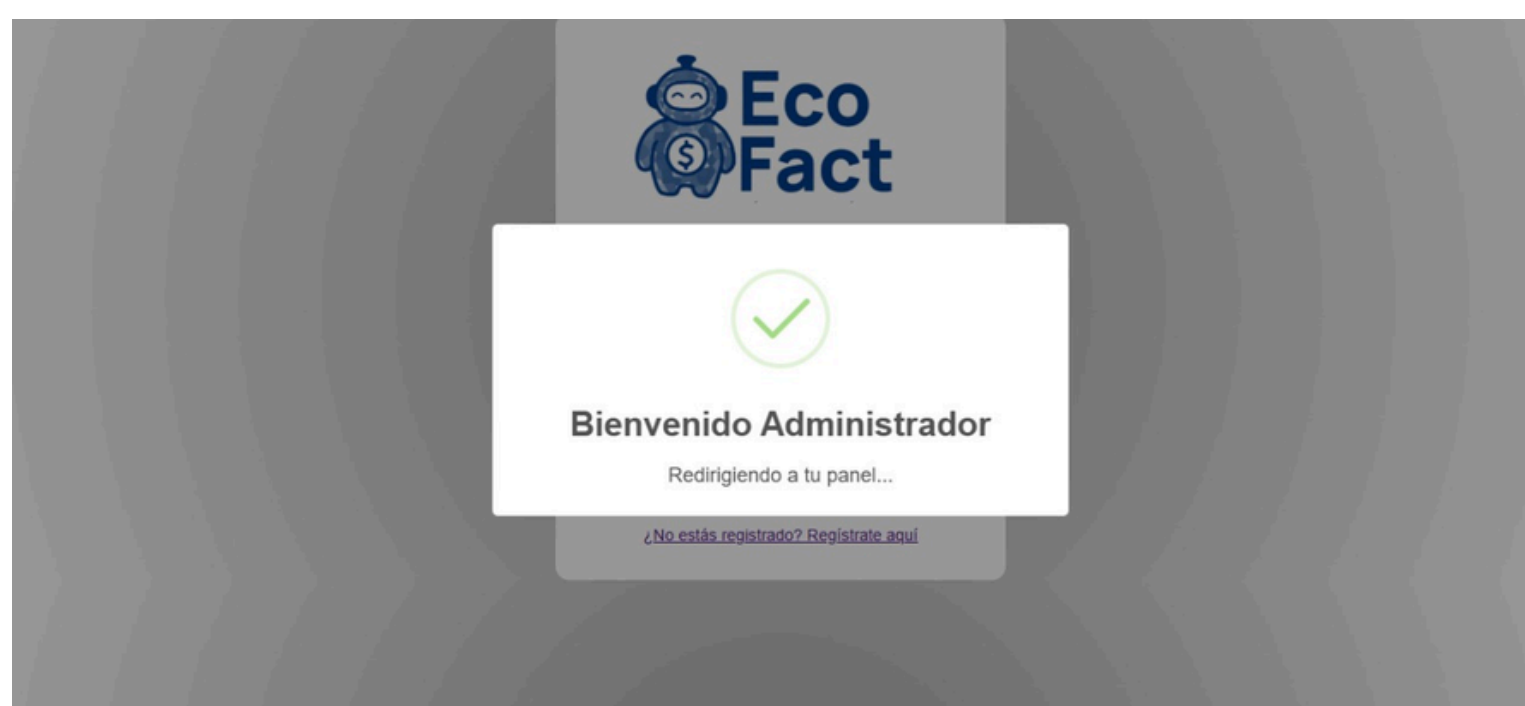 Eco
Fact
$
Bienvenido Administrador
Redirigiendo a tu panel...
¿No estás registrado? Regístrate aquí